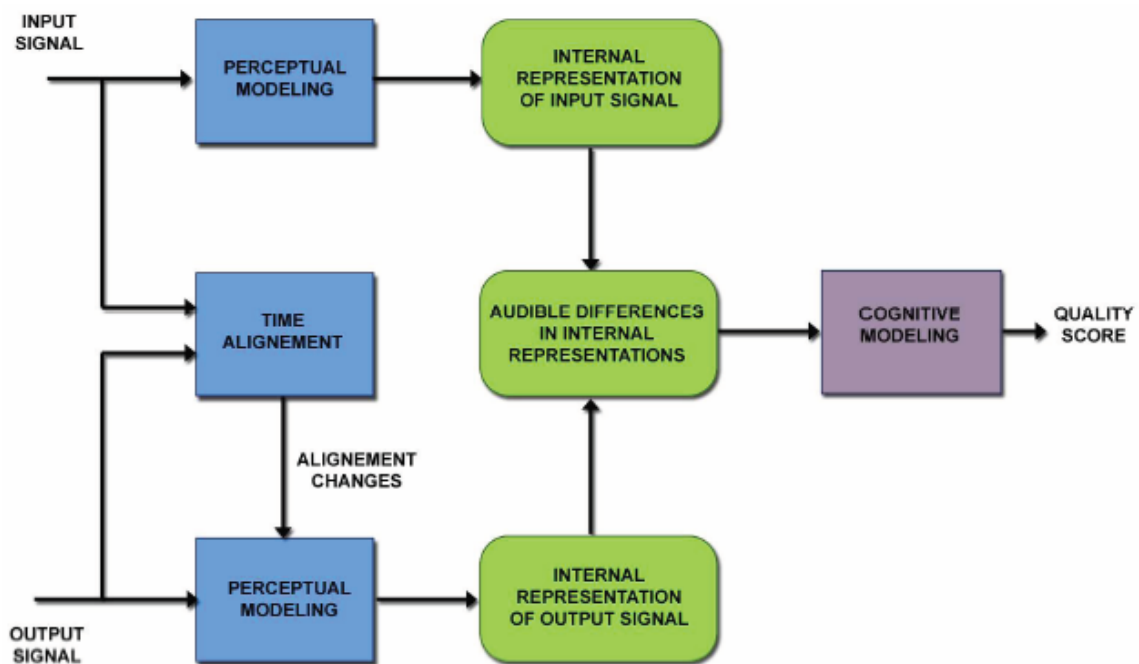 INPUT
SIGNAL
PERCEPTUAL
MODELING
INTERNAL
REPRESENTATION
OF INPUT SIGNAL
TIME
ALIGNEMENT
AUDIBLE DIFFERENCES
IN INTERNAL
REPRESENTATIONS
COGNITIVE
MODELING
QUALITY
SCORE
ALIGNEMENT
CHANGES
PERCEPTUAL
MODELING
INTERNAL
REPRESENTATION
OF OUTPUT SIGNAL
OUTPUT
SIGNAL